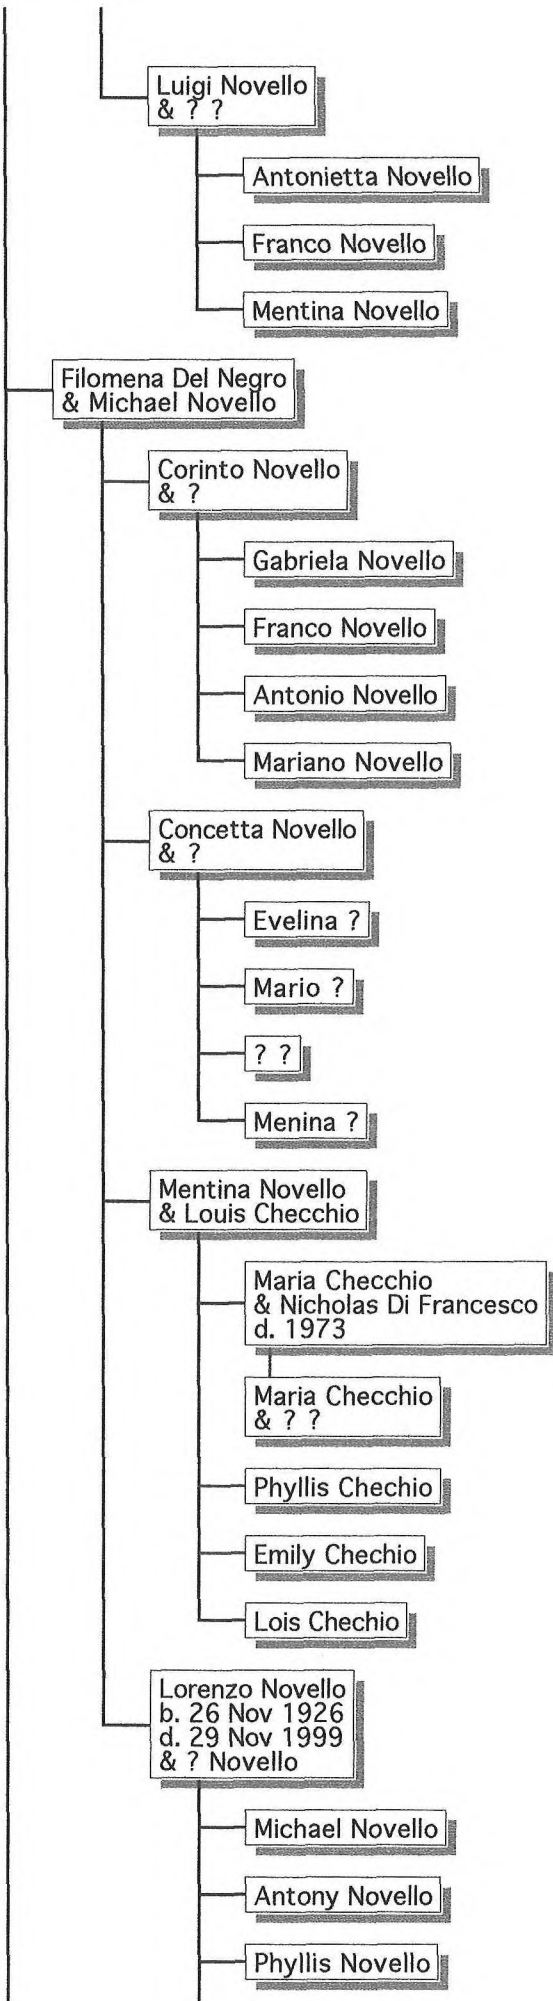 Luigi Novello
& ? ?
Antonietta Novello
Franco Novello
Mentina Novello
Filomena Del Negro
& Michael Novello
Corinto Novello
& ?
Gabriela Novello
Franco Novello
Antonio Novello
Mariano Novello
Concetta Novello
& ?
Evelina ?
Mario ?
? ?
Menina ?
Mentina Novello
& Louis Checchio
Maria Checchio
& Nicholas Di Francesco
d. 1973
Maria Checchio
& ? ?
Phyllis Chechio
Emily Chechio
Lois Chechio
Lorenzo Novello
b. 26 Nov 1926
d. 29 Nov 1999
& ? Novello
Michael Novello
Antony Novello
Phyllis Novello